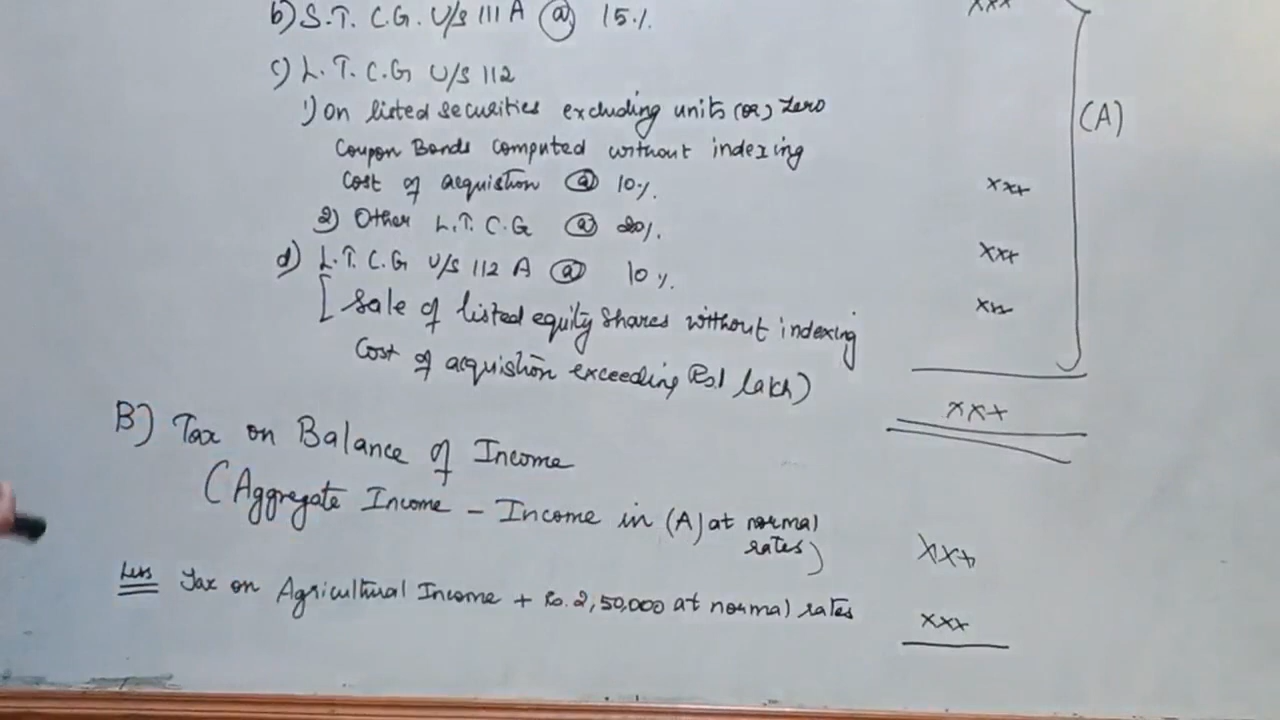 b) S.T. C.G. U/s 111 A @ 15%. xxx
c) L. T. C.G U/S 112
1) On listed securities excluding units (or) Zero
Coupon Bonds computed without indexing
(A)
Cost of acquistion @ 10%. xxx
2) Other L.T. C.G @ 20%. xxx
d) L.T. C.G U/s 112 A @ 10%. xxx
[Sale of listed equity shares without indexing
Cost of acquistion exceeding Rs.1 lakh)
xxx
B) Tax on Balance of Income
(Aggregate Income - Income in (A) at normal
rates) xxx
Less Tax on Agricultural Income + Rs. 2,50,000 at normal rates xxx